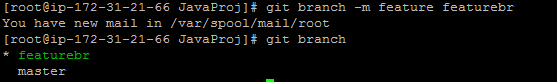 [root@ip-172-31-21-66 JavaProj]# git branch -m feature featurebr
You have new mail in /var/spool/mail/root
[root@ip-172-31-21-66 JavaProj]# git branch
* featurebr
  master